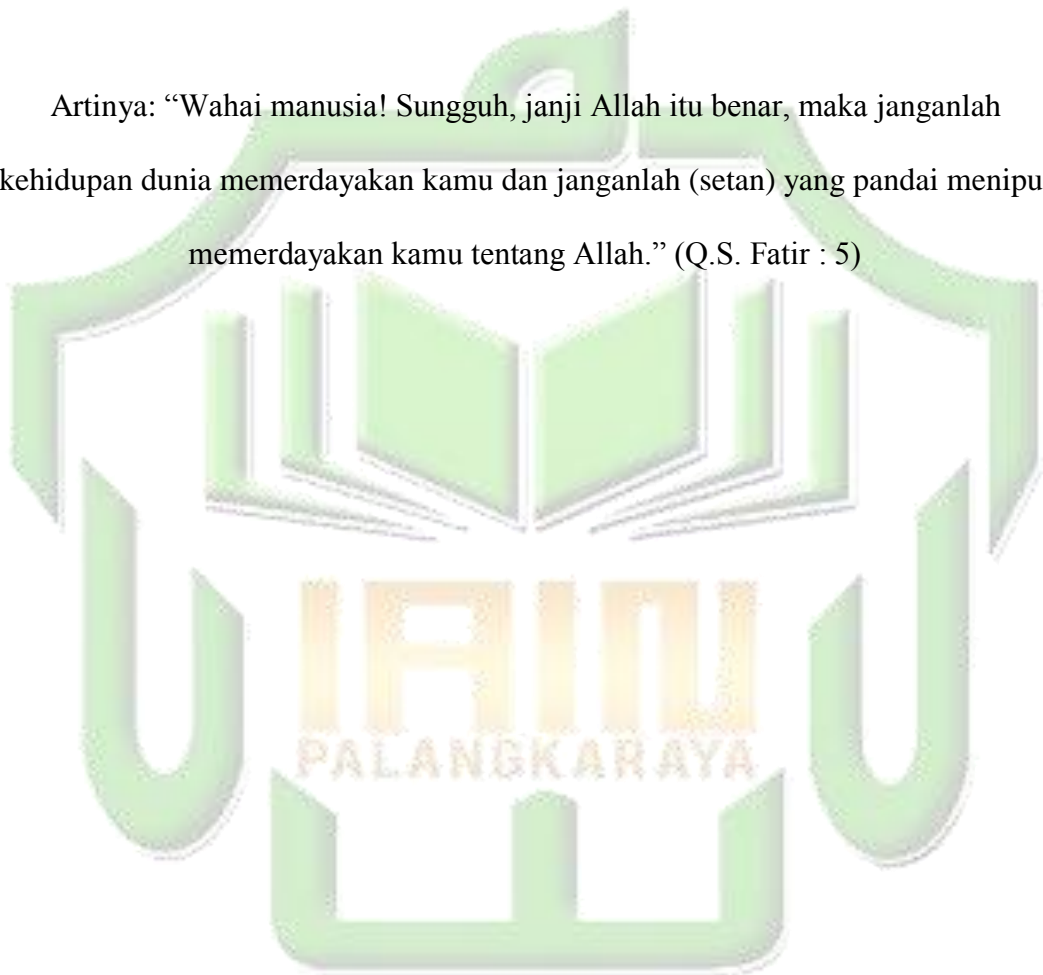 Artinya: “Wahai manusia! Sungguh, janji Allah itu benar, maka janganlah
kehidupan dunia memerdayakan kamu dan janganlah (setan) yang pandai menipu
memerdayakan kamu tentang Allah.” (Q.S. Fatir : 5)
IAIN
PALANGKARAYA